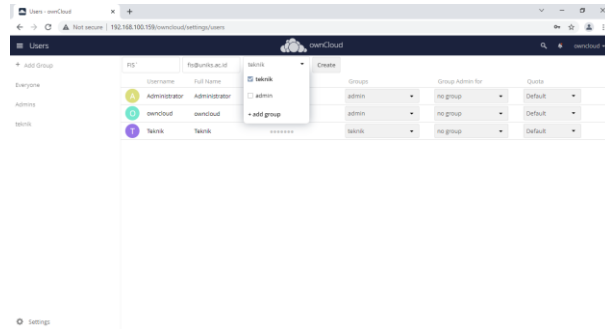 Users - ownCloud
Not secure | 192.168.100.159/owncloud/settings/users
Users
ownCloud
owncloud
+ Add Group
FIS`
fis@uniks.ac.id
teknik
Create
Username Full Name Groups Group Admin for Quota
Everyone
teknik
A Administrator Administrator admin no group Default
admin
Admins
O owncloud owncloud admin no group Default
+ add group
teknik
T Teknik Teknik ●●●●●●● teknik no group Default
Settings